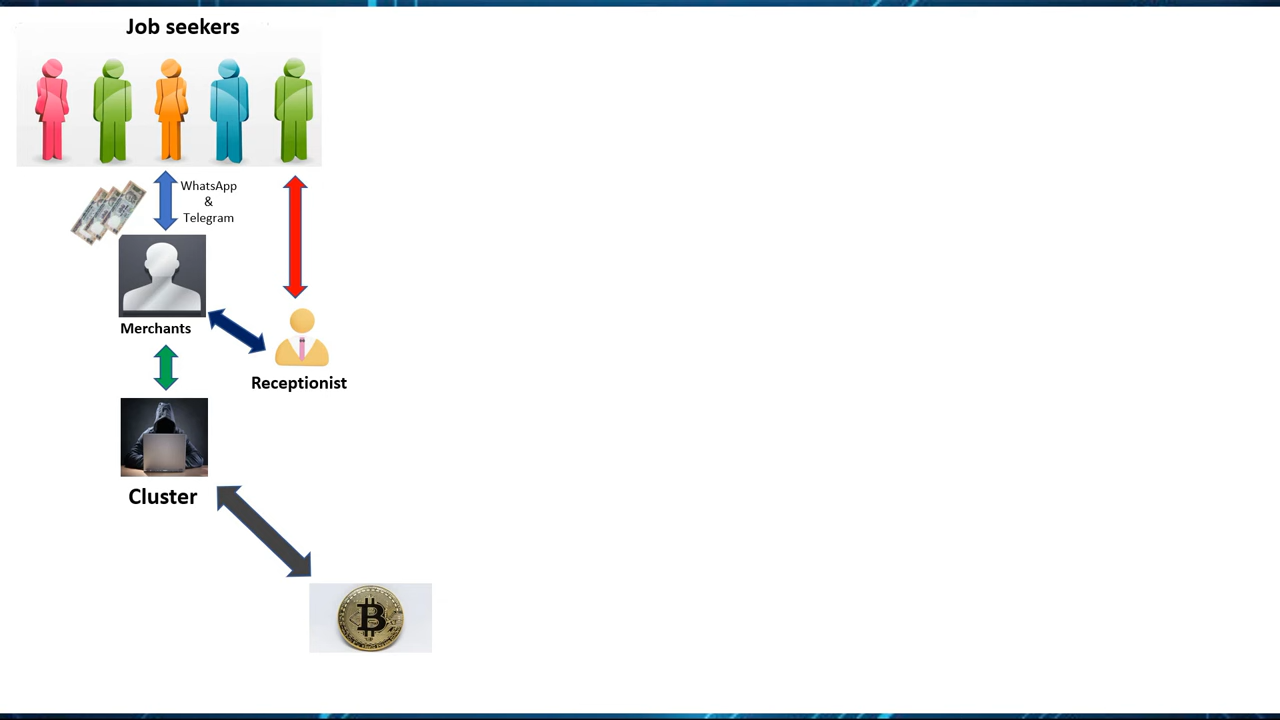 Job seekers
WhatsApp
&
Telegram
Merchants
Receptionist
Cluster